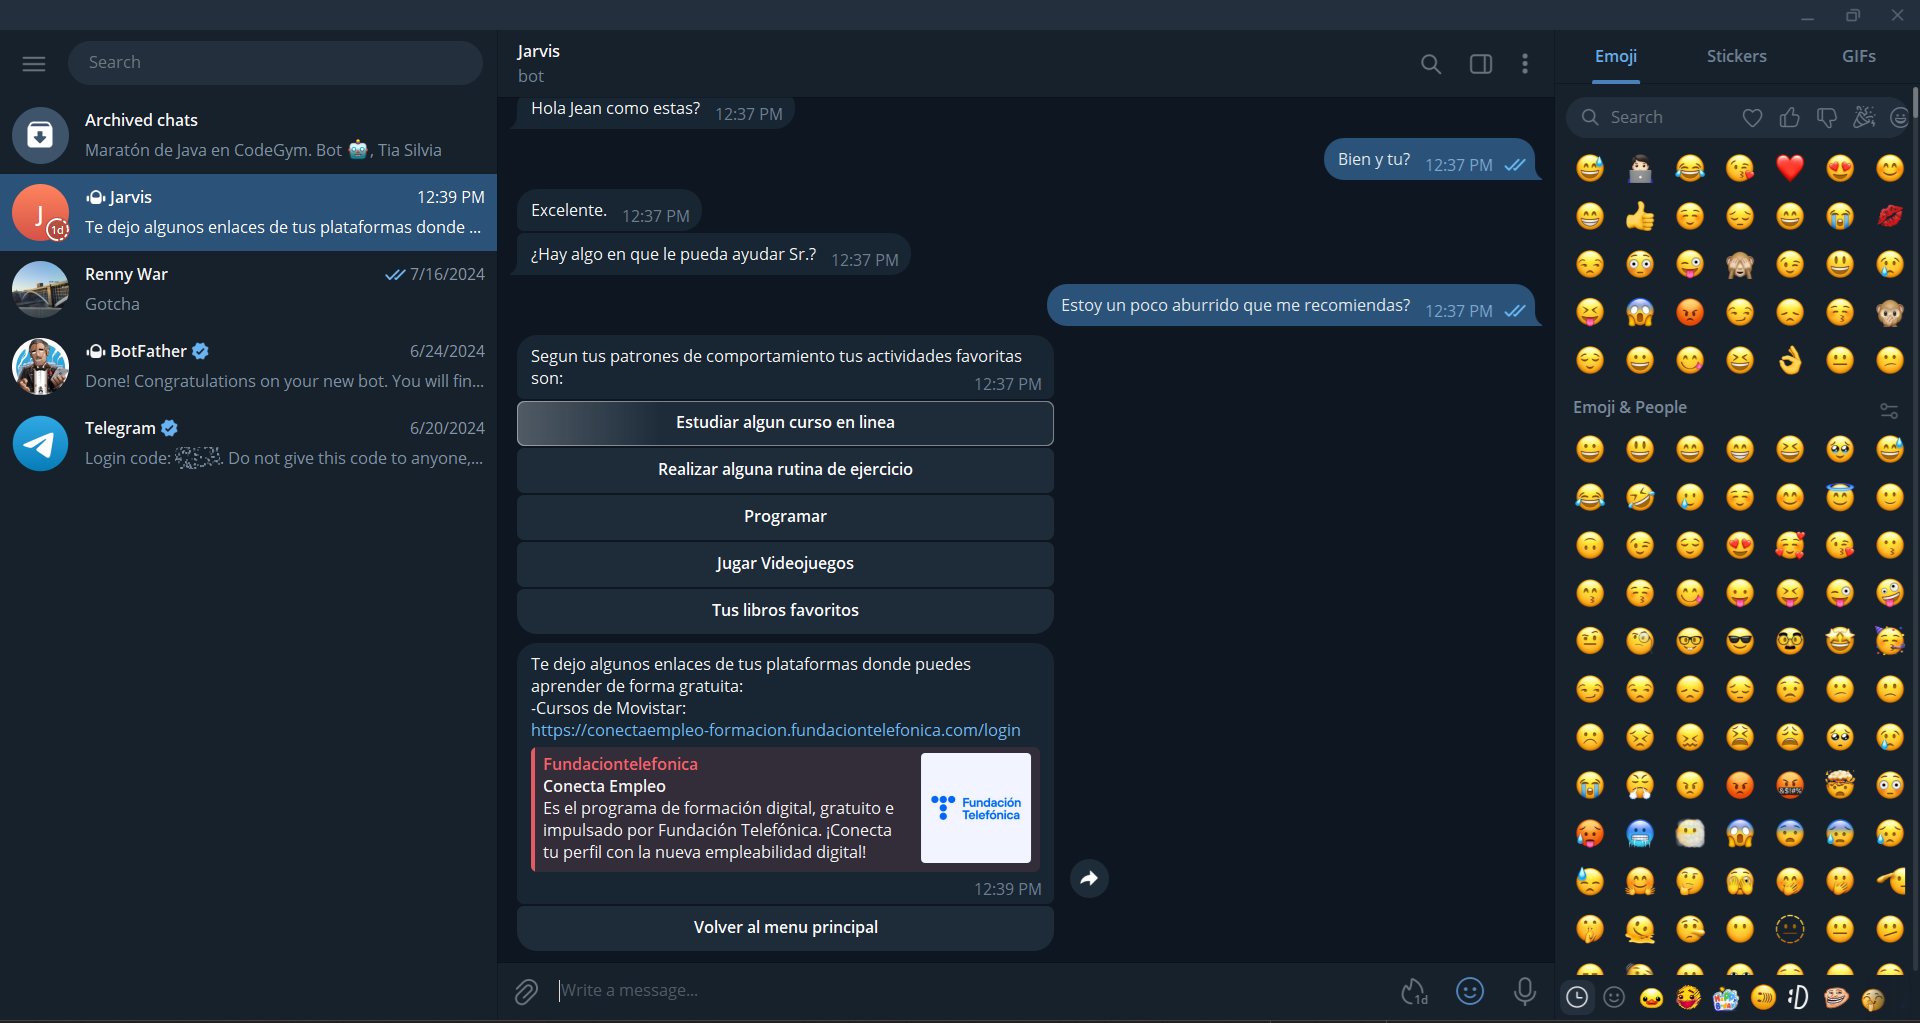 Search
Archived chats
Maratón de Java en CodeGym. Bot 🤖, Tia Silvia
J
1d
Jarvis
12:39 PM
Te dejo algunos enlaces de tus plataformas donde ...
Renny War
7/16/2024
Gotcha
BotFather
6/24/2024
Done! Congratulations on your new bot. You will fin...
Telegram
6/20/2024
Login code: . Do not give this code to anyone,...
Jarvis
bot
Hola Jean como estas? 12:37 PM
Bien y tu? 12:37 PM
Excelente. 12:37 PM
¿Hay algo en que le pueda ayudar Sr.? 12:37 PM
Estoy un poco aburrido que me recomiendas? 12:37 PM
Segun tus patrones de comportamiento tus actividades favoritas
son:
12:37 PM
Estudiar algun curso en linea
Realizar alguna rutina de ejercicio
Programar
Jugar Videojuegos
Tus libros favoritos
Te dejo algunos enlaces de tus plataformas donde puedes
aprender de forma gratuita:
-Cursos de Movistar:
https://conectaempleo-formacion.fundaciontelefonica.com/login
Fundaciontelefonica
Conecta Empleo
Es el programa de formación digital, gratuito e
impulsado por Fundación Telefónica. ¡Conecta
tu perfil con la nueva empleabilidad digital!
Fundación
Telefónica
12:39 PM
Volver al menu principal
Write a message...
1d
Emoji
Stickers
GIFs
Search
Emoji & People